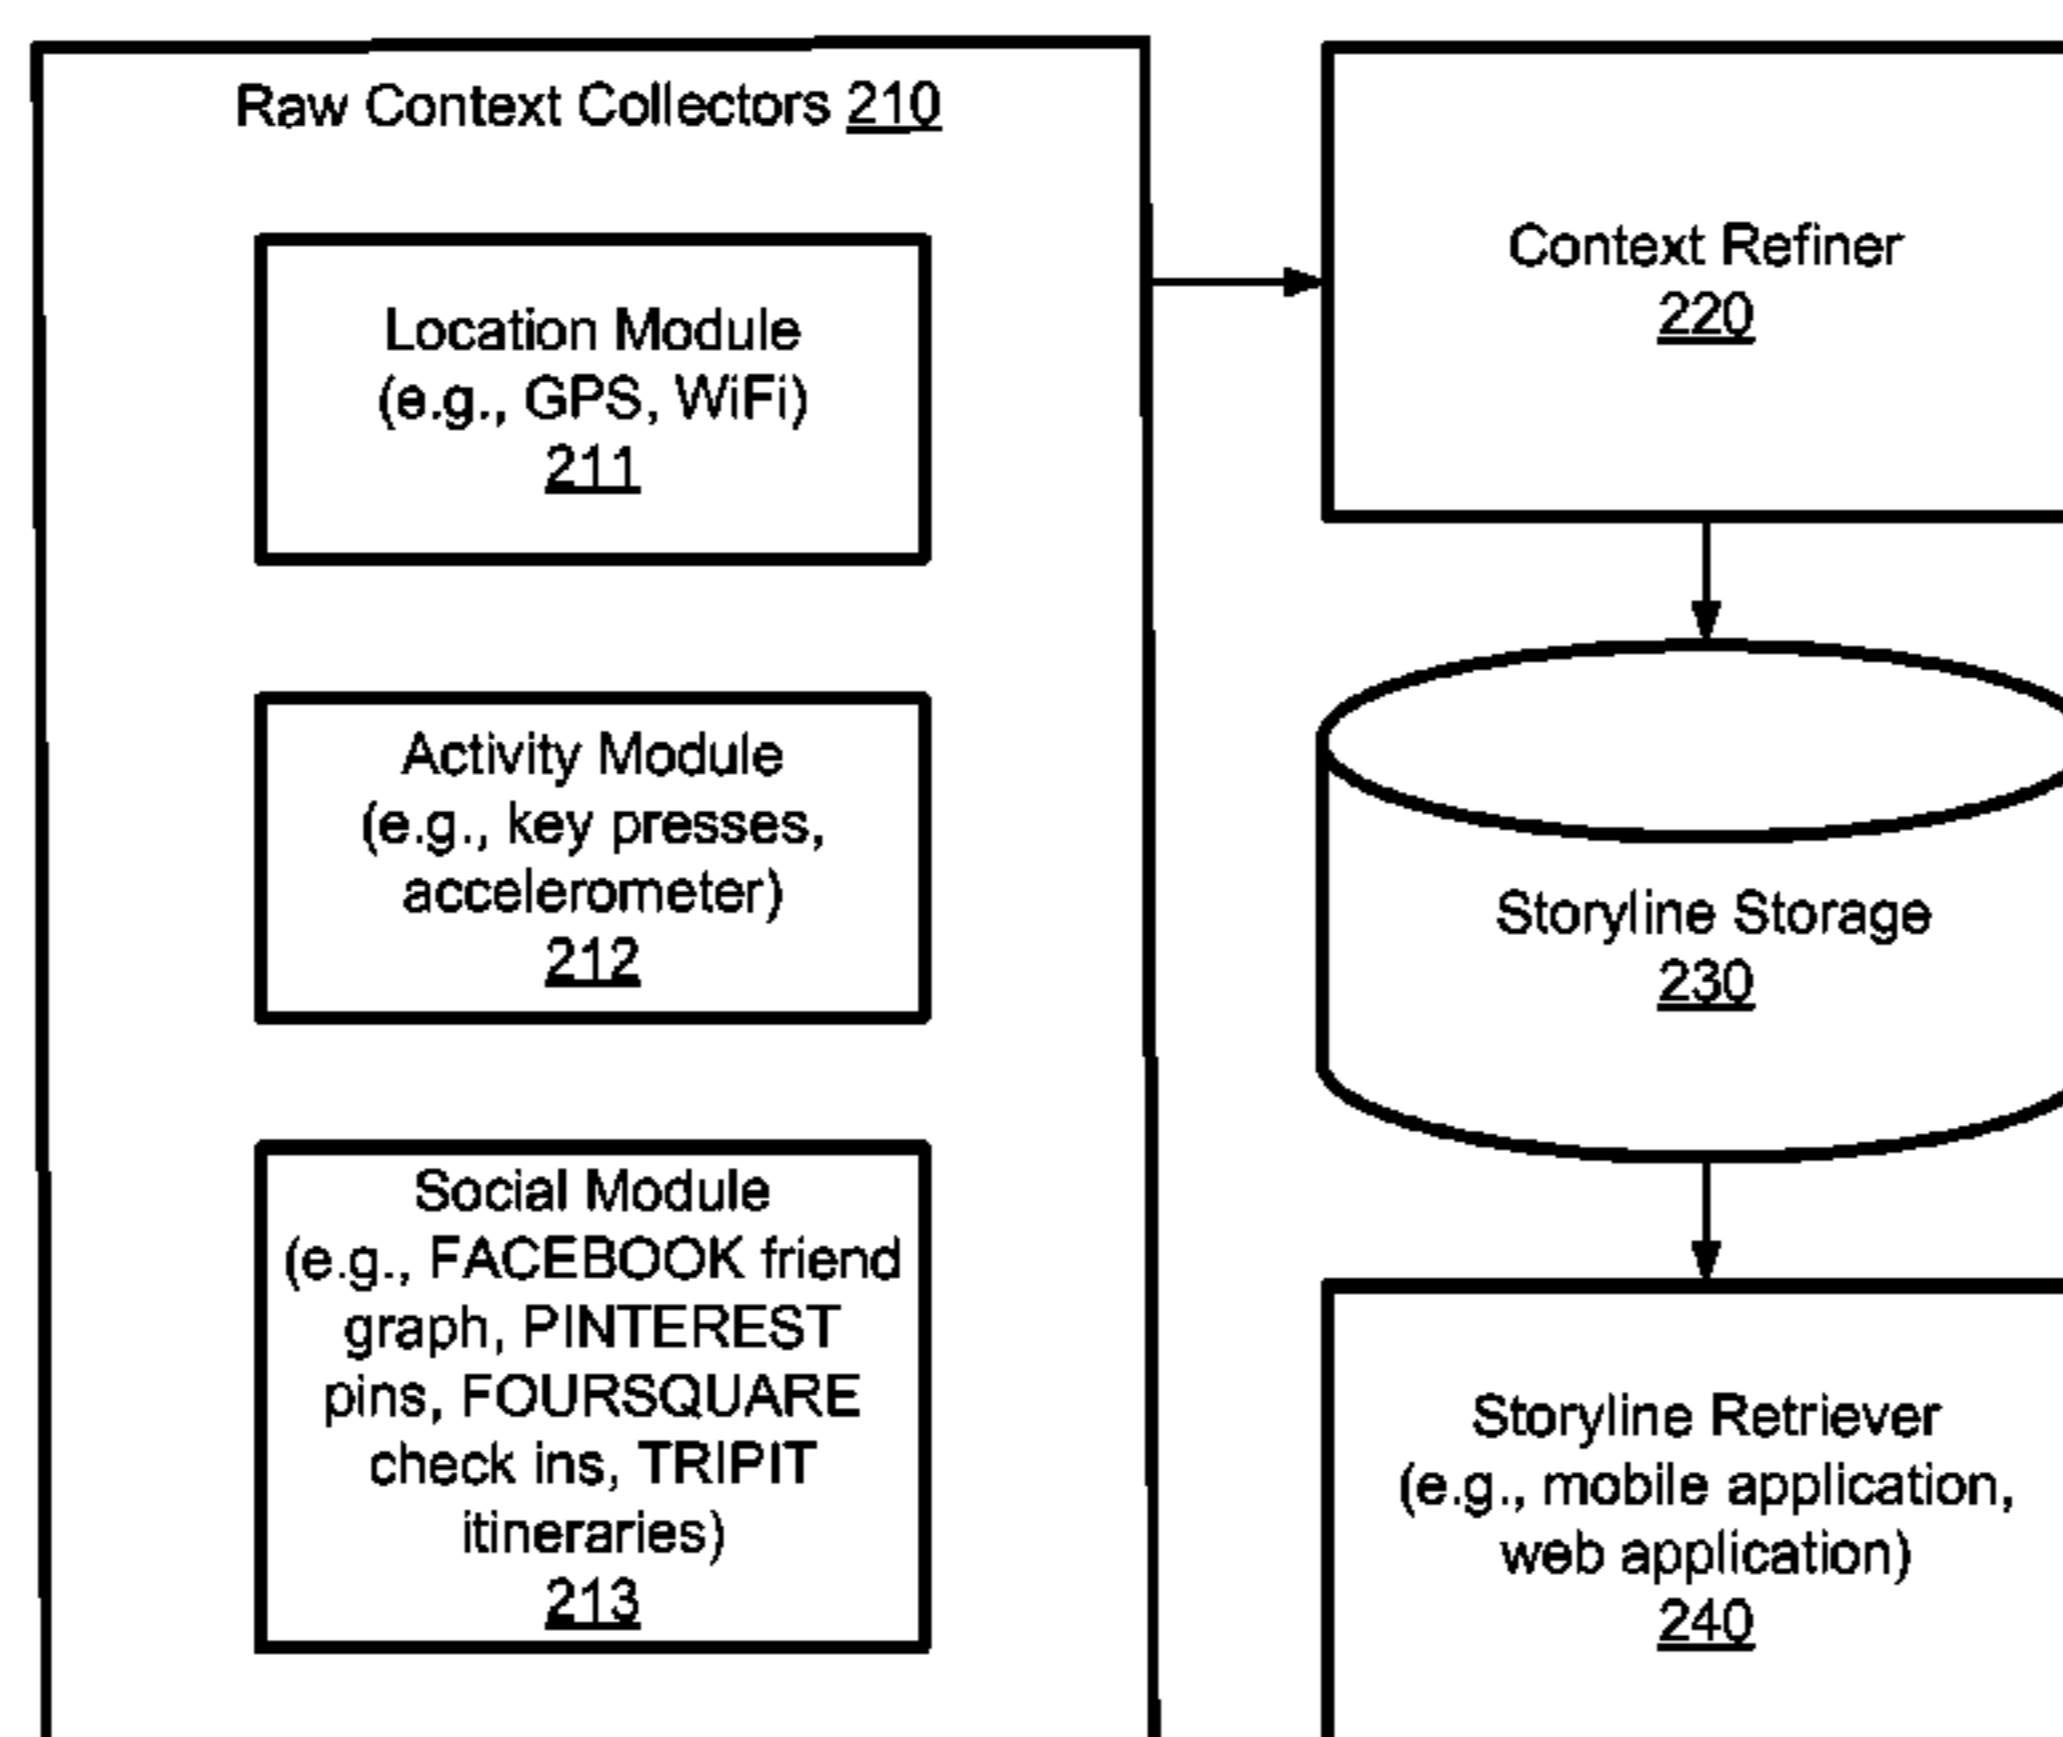 Raw Context Collectors 210
Location Module
(e.g., GPS, WiFi)
211
Activity Module
(e.g., key presses,
accelerometer)
212
Social Module
(e.g., FACEBOOK friend
graph, PINTEREST
pins, FOURSQUARE
check ins, TRIPIT
itineraries)
213
Context Refiner
220
Storyline Storage
230
Storyline Retriever
(e.g., mobile application,
web application)
240